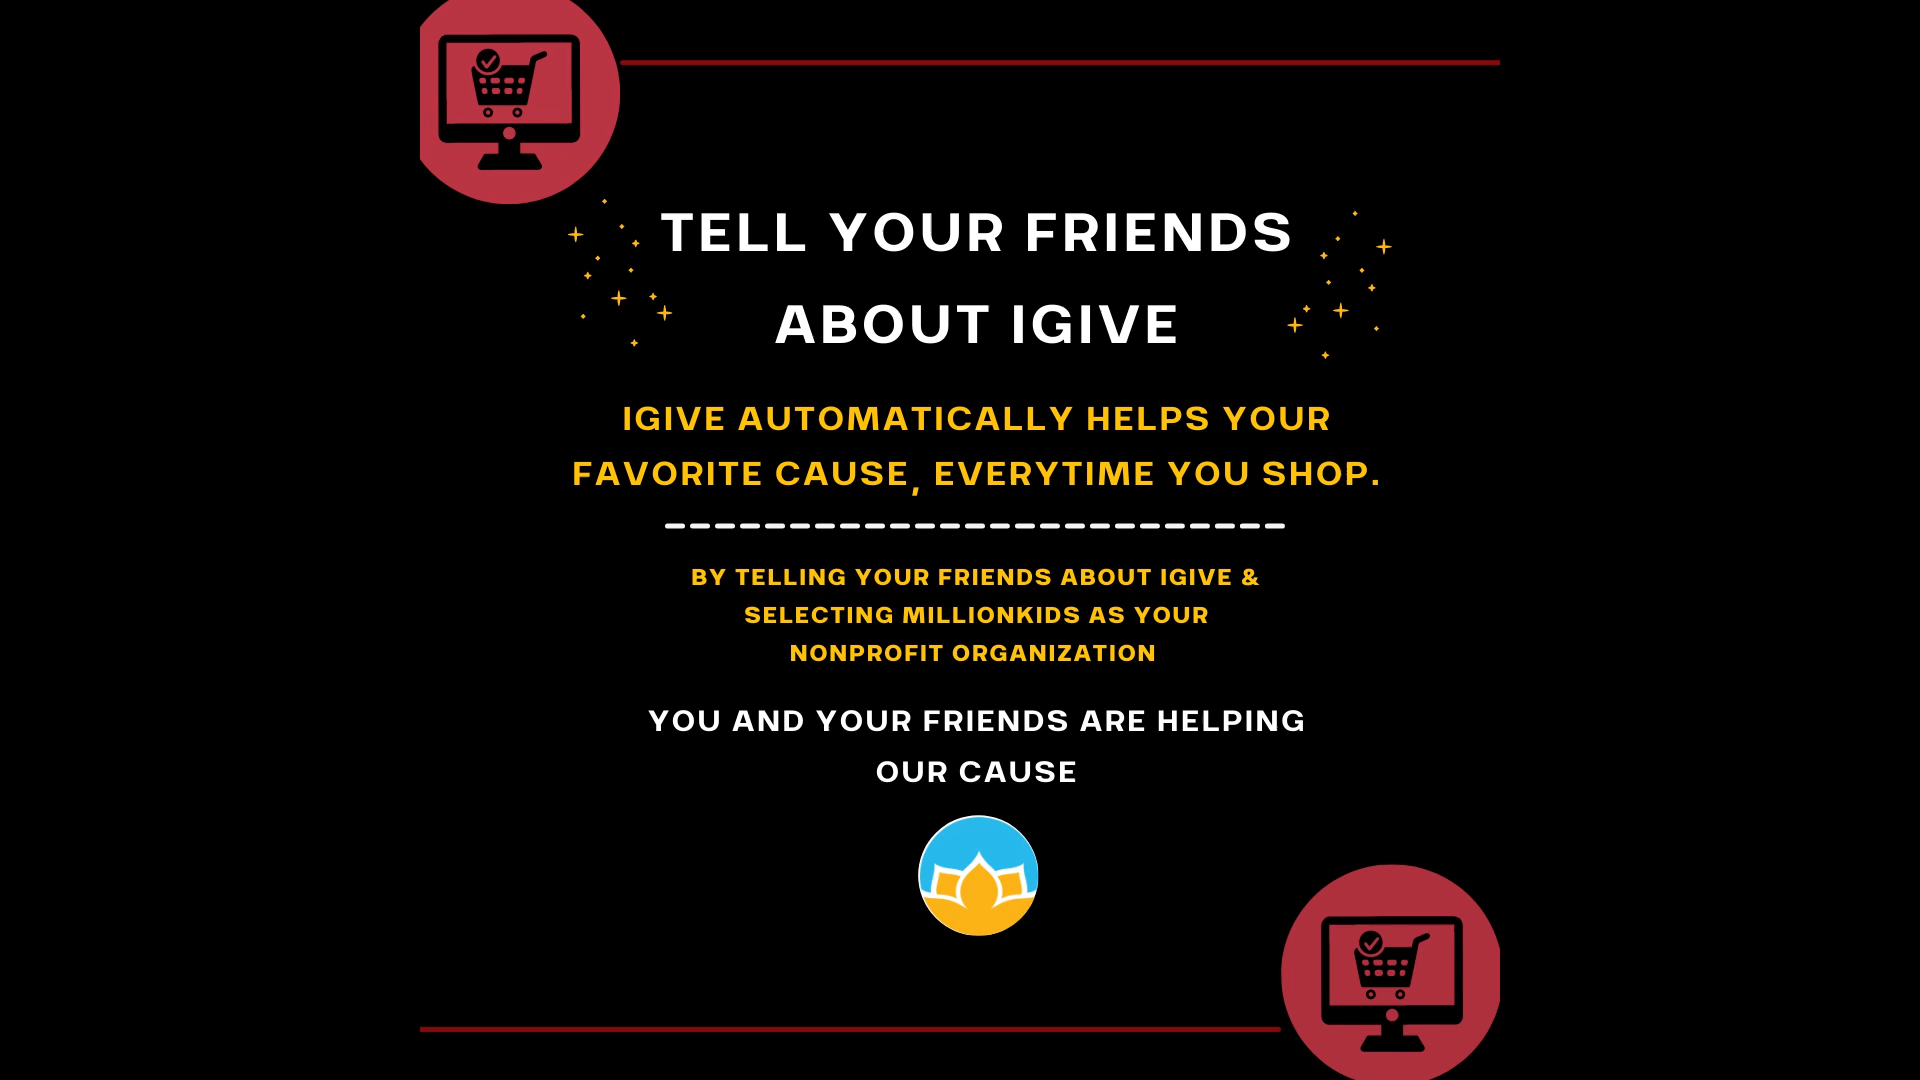 TELL YOUR FRIENDS
ABOUT IGIVE
IGIVE AUTOMATICALLY HELPS YOUR
FAVORITE CAUSE, EVERYTIME YOU SHOP.
BY TELLING YOUR FRIENDS ABOUT IGIVE &
SELECTING MILLIONKIDS AS YOUR
NONPROFIT ORGANIZATION
YOU AND YOUR FRIENDS ARE HELPING
OUR CAUSE